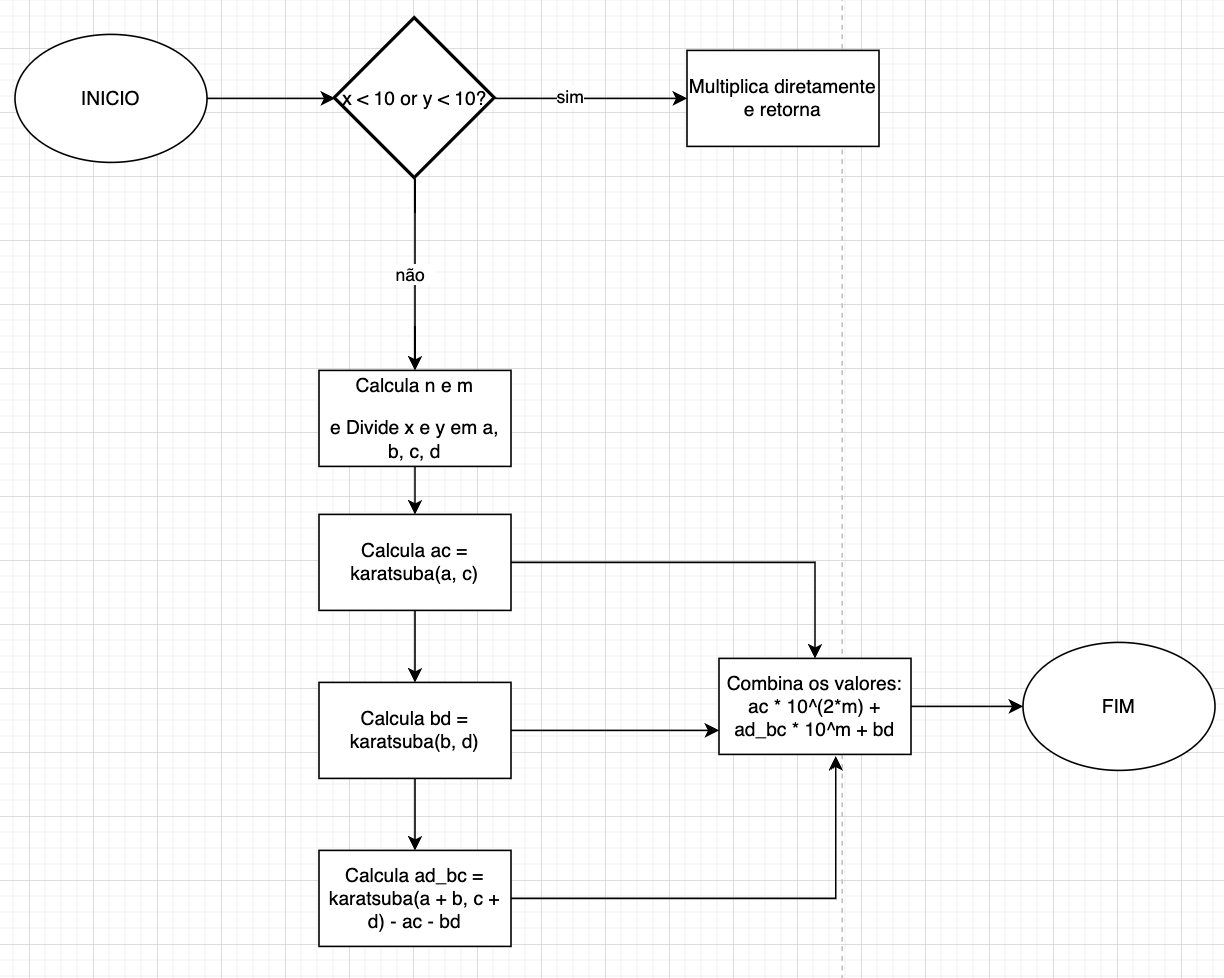 INICIO
x < 10 or y < 10?
sim
Multiplica diretamente
e retorna
não
Calcula n e m
e Divide x e y em a,
b, c, d
Calcula ac =
karatsuba(a, c)
Calcula bd =
karatsuba(b, d)
Combina os valores:
ac * 10^(2*m) +
ad_bc * 10^m + bd
FIM
Calcula ad_bc =
karatsuba(a + b, c +
d) - ac - bd